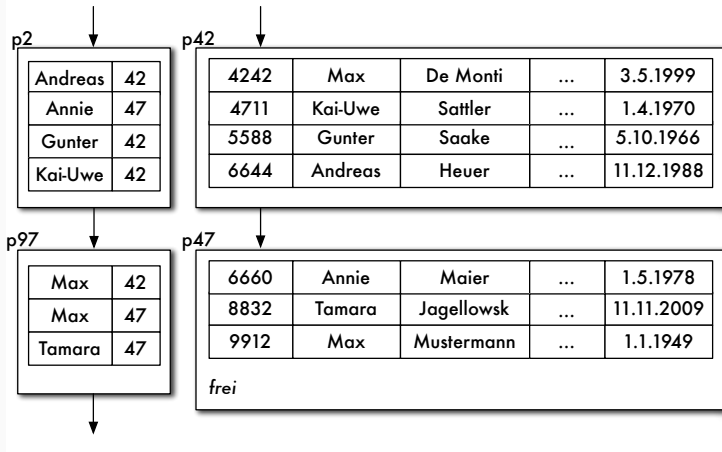 p2
Andreas 42
Annie 47
Gunter 42
Kai-Uwe 42
p42
4242 Max De Monti ... 3.5.1999
4711 Kai-Uwe Sattler ... 1.4.1970
5588 Gunter Saake ... 5.10.1966
6644 Andreas Heuer ... 11.12.1988
p97
Max 42
Max 47
Tamara 47
p47
6660 Annie Maier ... 1.5.1978
8832 Tamara Jagellowsk ... 11.11.2009
9912 Max Mustermann ... 1.1.1949
frei